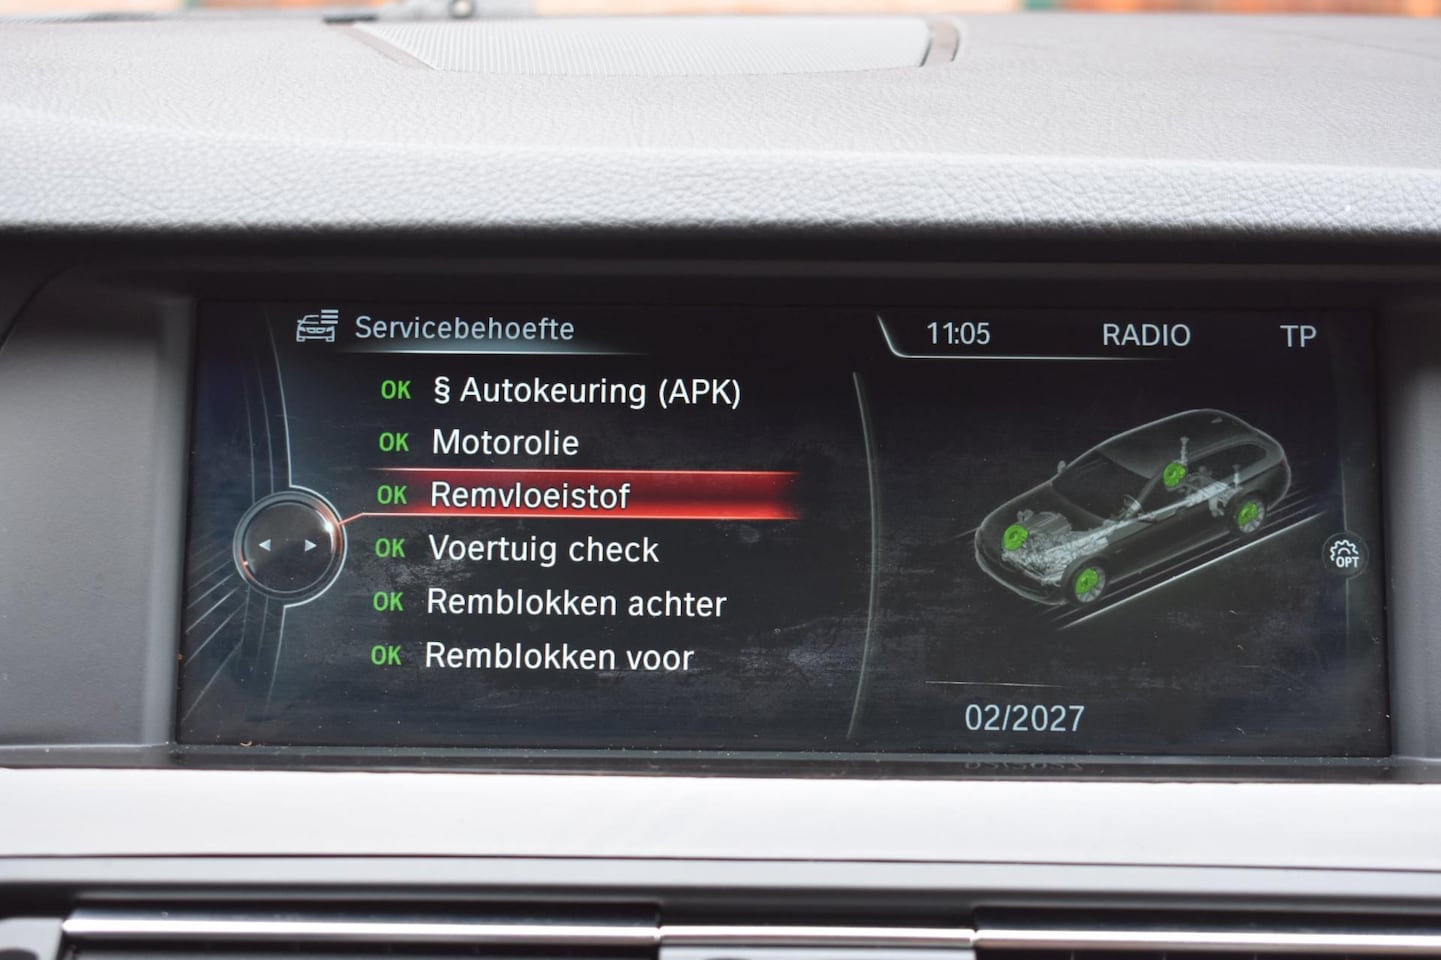 Servicebehoefte
11:05 RADIO TP
OK § Autokeuring (APK)
OK Motorolie
OK Remvloeistof
OK Voertuig check
OK Remblokken achter
OK Remblokken voor
OPT
02/2027